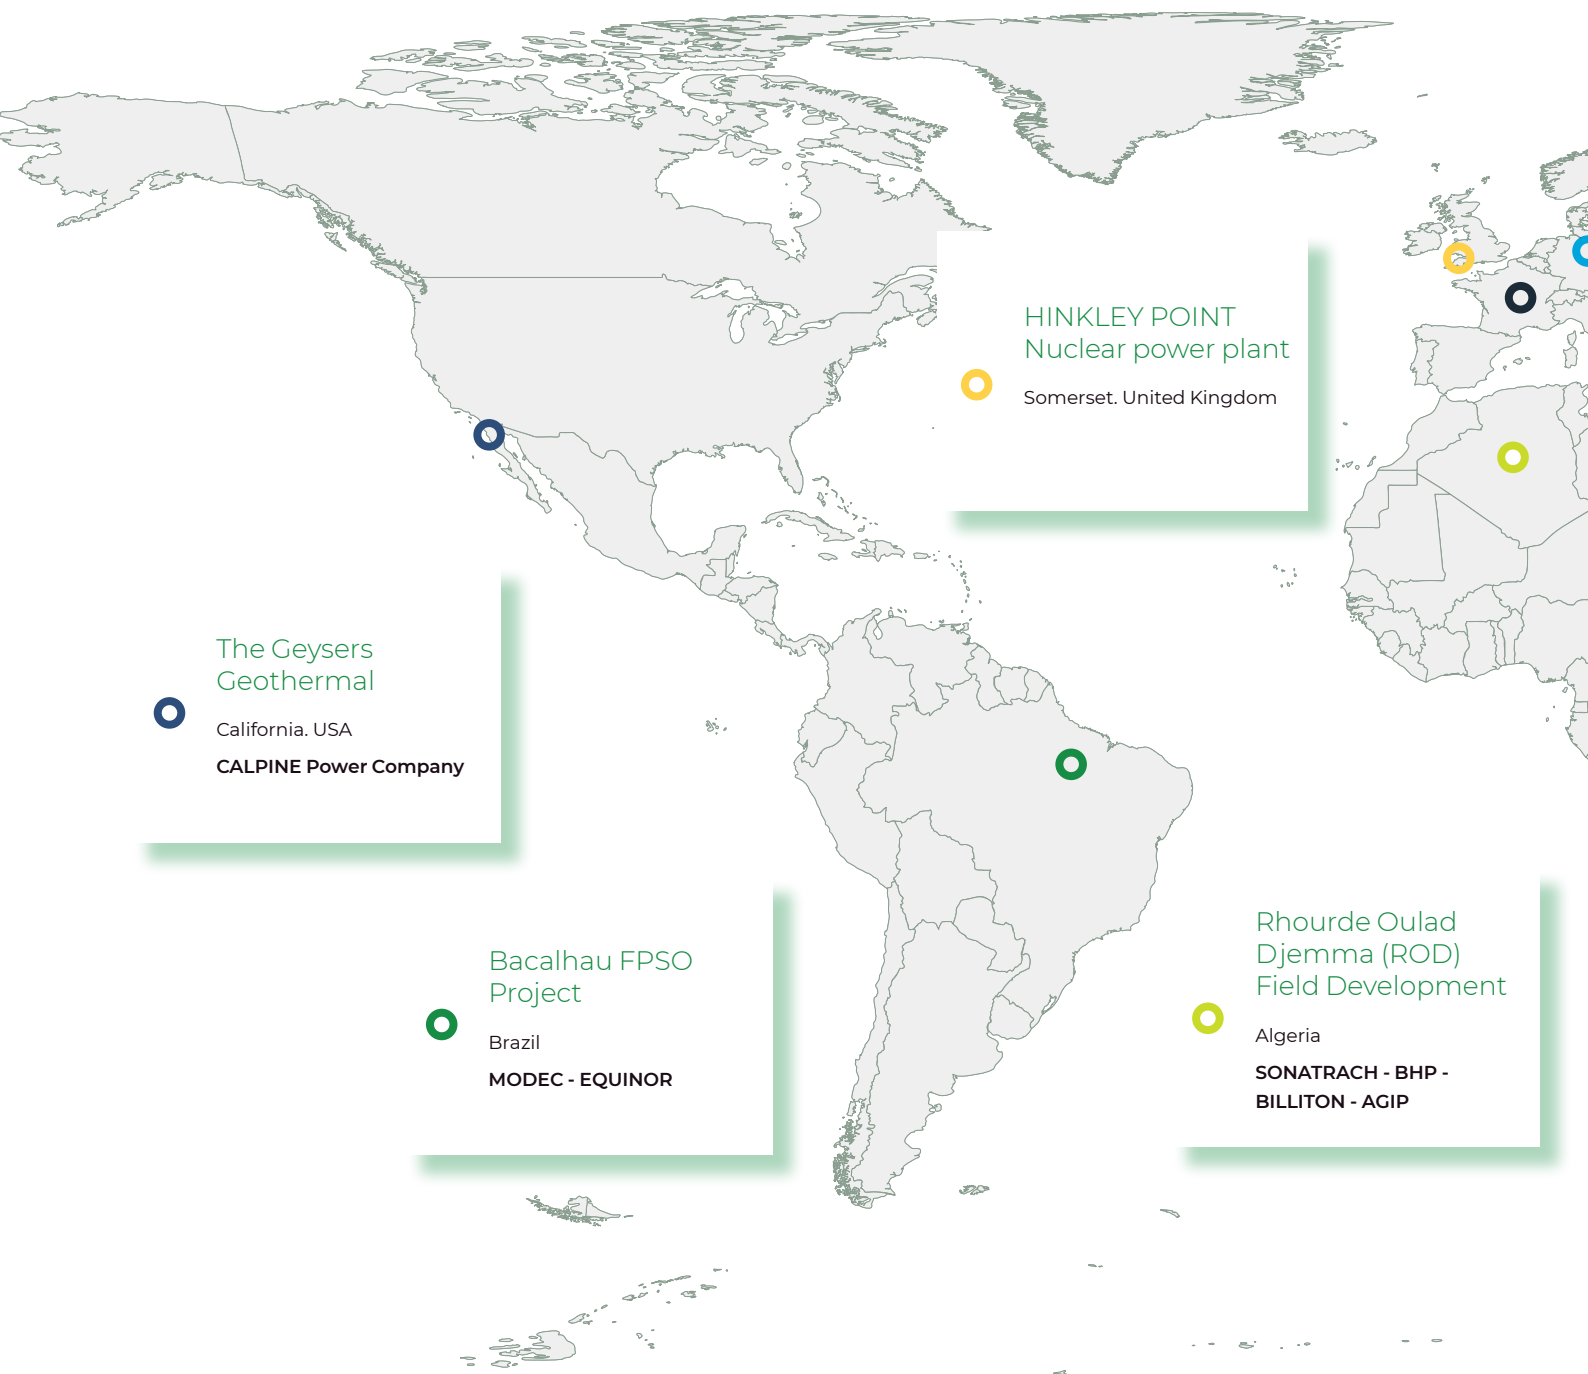 HINKLEY POINT
Nuclear power plant
Somerset. United Kingdom
The Geysers
Geothermal
California. USA
CALPINE Power Company
Bacalhau FPSO
Project
Brazil
MODEC - EQUINOR
Rhourde Oulad
Djemma (ROD)
Field Development
Algeria
SONATRACH - BHP -
BILLITON - AGIP